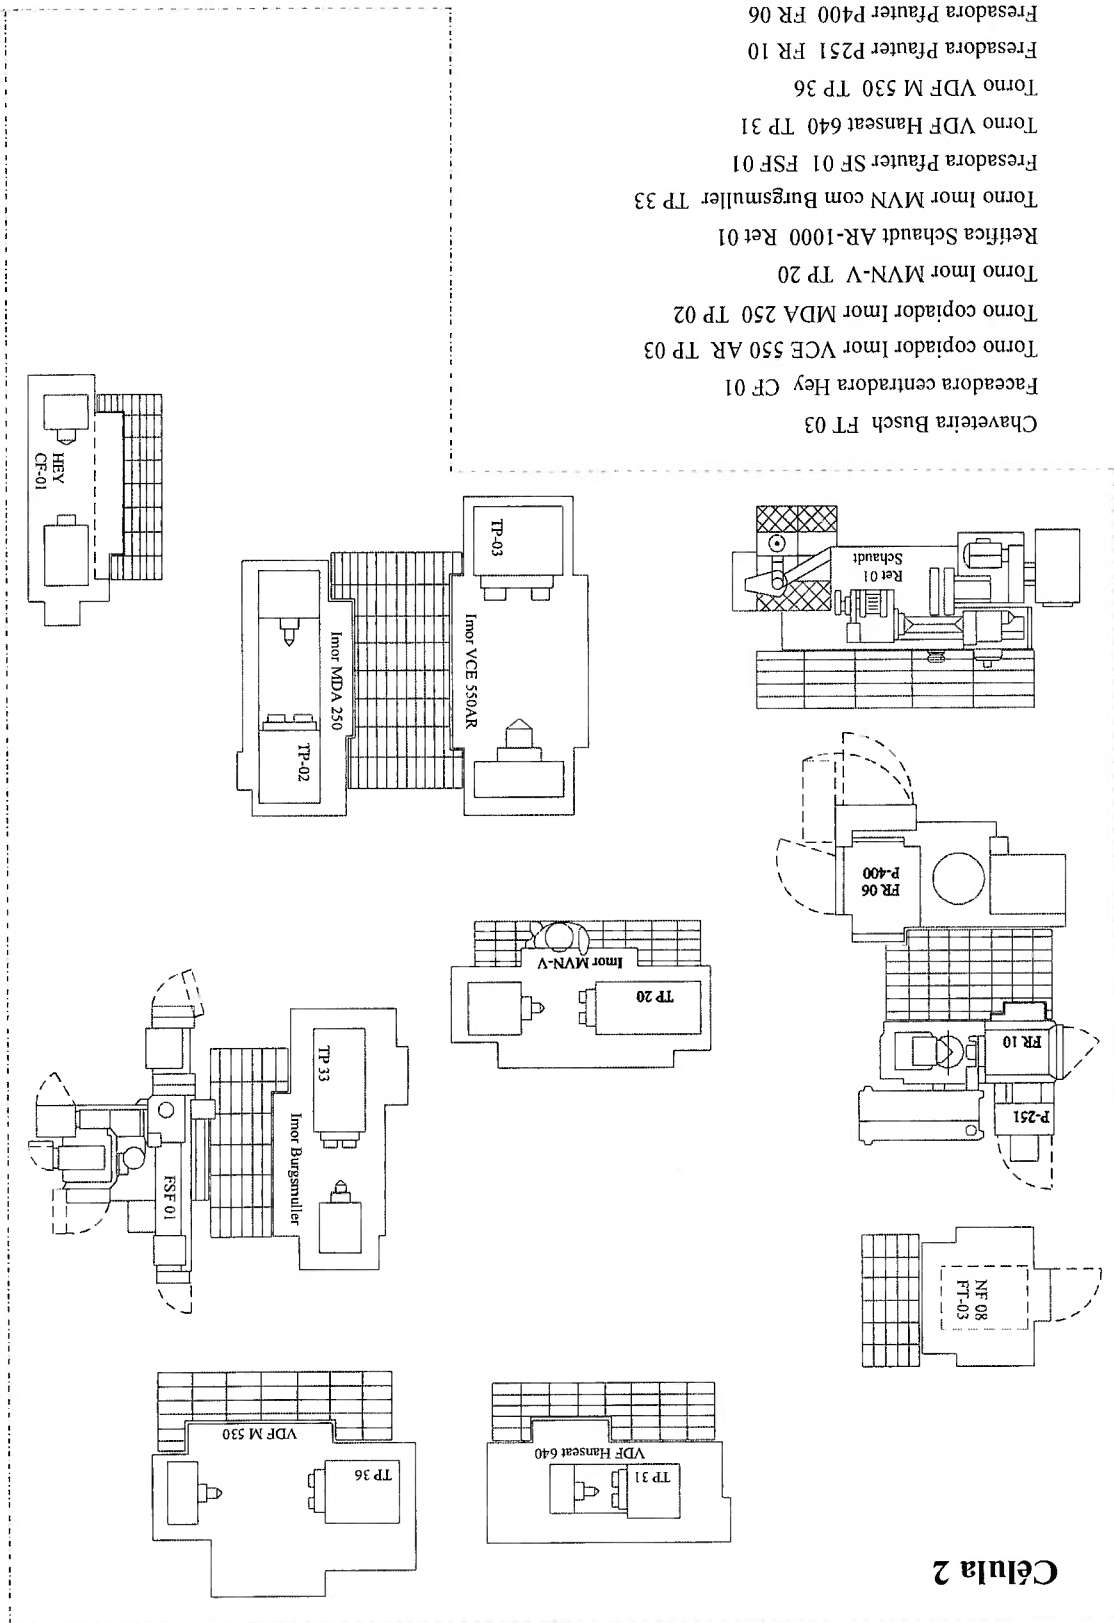 Célula 2
TP 31
VDF Hanseat 640
TP 36
VDF M 530
NF 08
FT-03
P-251
FR 10
FR 06
P-400
TP 20
Imor MVN-V
TP 33
Imor Burgsmuller
FSF 01
Ret 01
Schaudt
TP-03
Imor VCE 550AR
TP-02
Imor MDA 250
HEY
CF-01
Chaveteira Busch FT 03
Faceadora centradora Hey CF 01
Torno copiador Imor VCE 550 AR TP 03
Torno copiador Imor MDA 250 TP 02
Torno Imor MVN-V TP 20
Retífica Schaudt AR-1000 Ret 01
Torno Imor MVN com Burgsmuller TP 33
Fresadora Pfauter SF 01 FSF 01
Torno VDF Hanseat 640 TP 31
Torno VDF M 530 TP 36
Fresadora Pfauter P251 FR 10
Fresadora Pfauter P400 FR 06